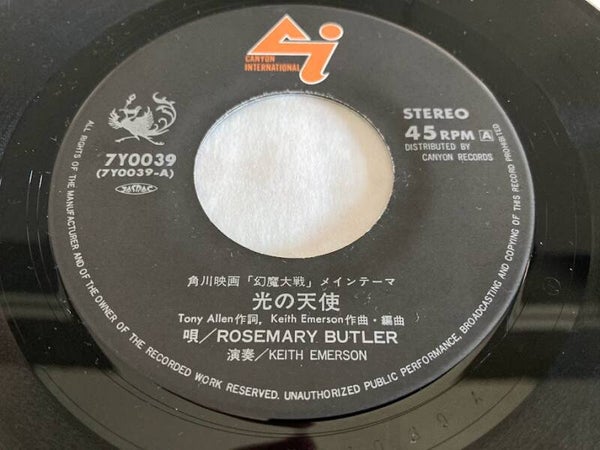 CANYON
INTERNATIONAL
STEREO
45 RPM A
DISTRIBUTED BY
CANYON RECORDS
7Y0039
(7Y0039-A)
角川映画「幻魔大戦」メインテーマ
光の天使
Tony Allen作詞, Keith Emerson作曲・編曲
唄/ROSEMARY BUTLER
演奏/KEITH EMERSON
ALL RIGHTS OF THE MANUFACTURER AND OF THE OWNER OF THE RECORDED WORK RESERVED. UNAUTHORIZED PUBLIC PERFORMANCE, BROADCASTING AND COPYING OF THIS RECORD PROHIBITED